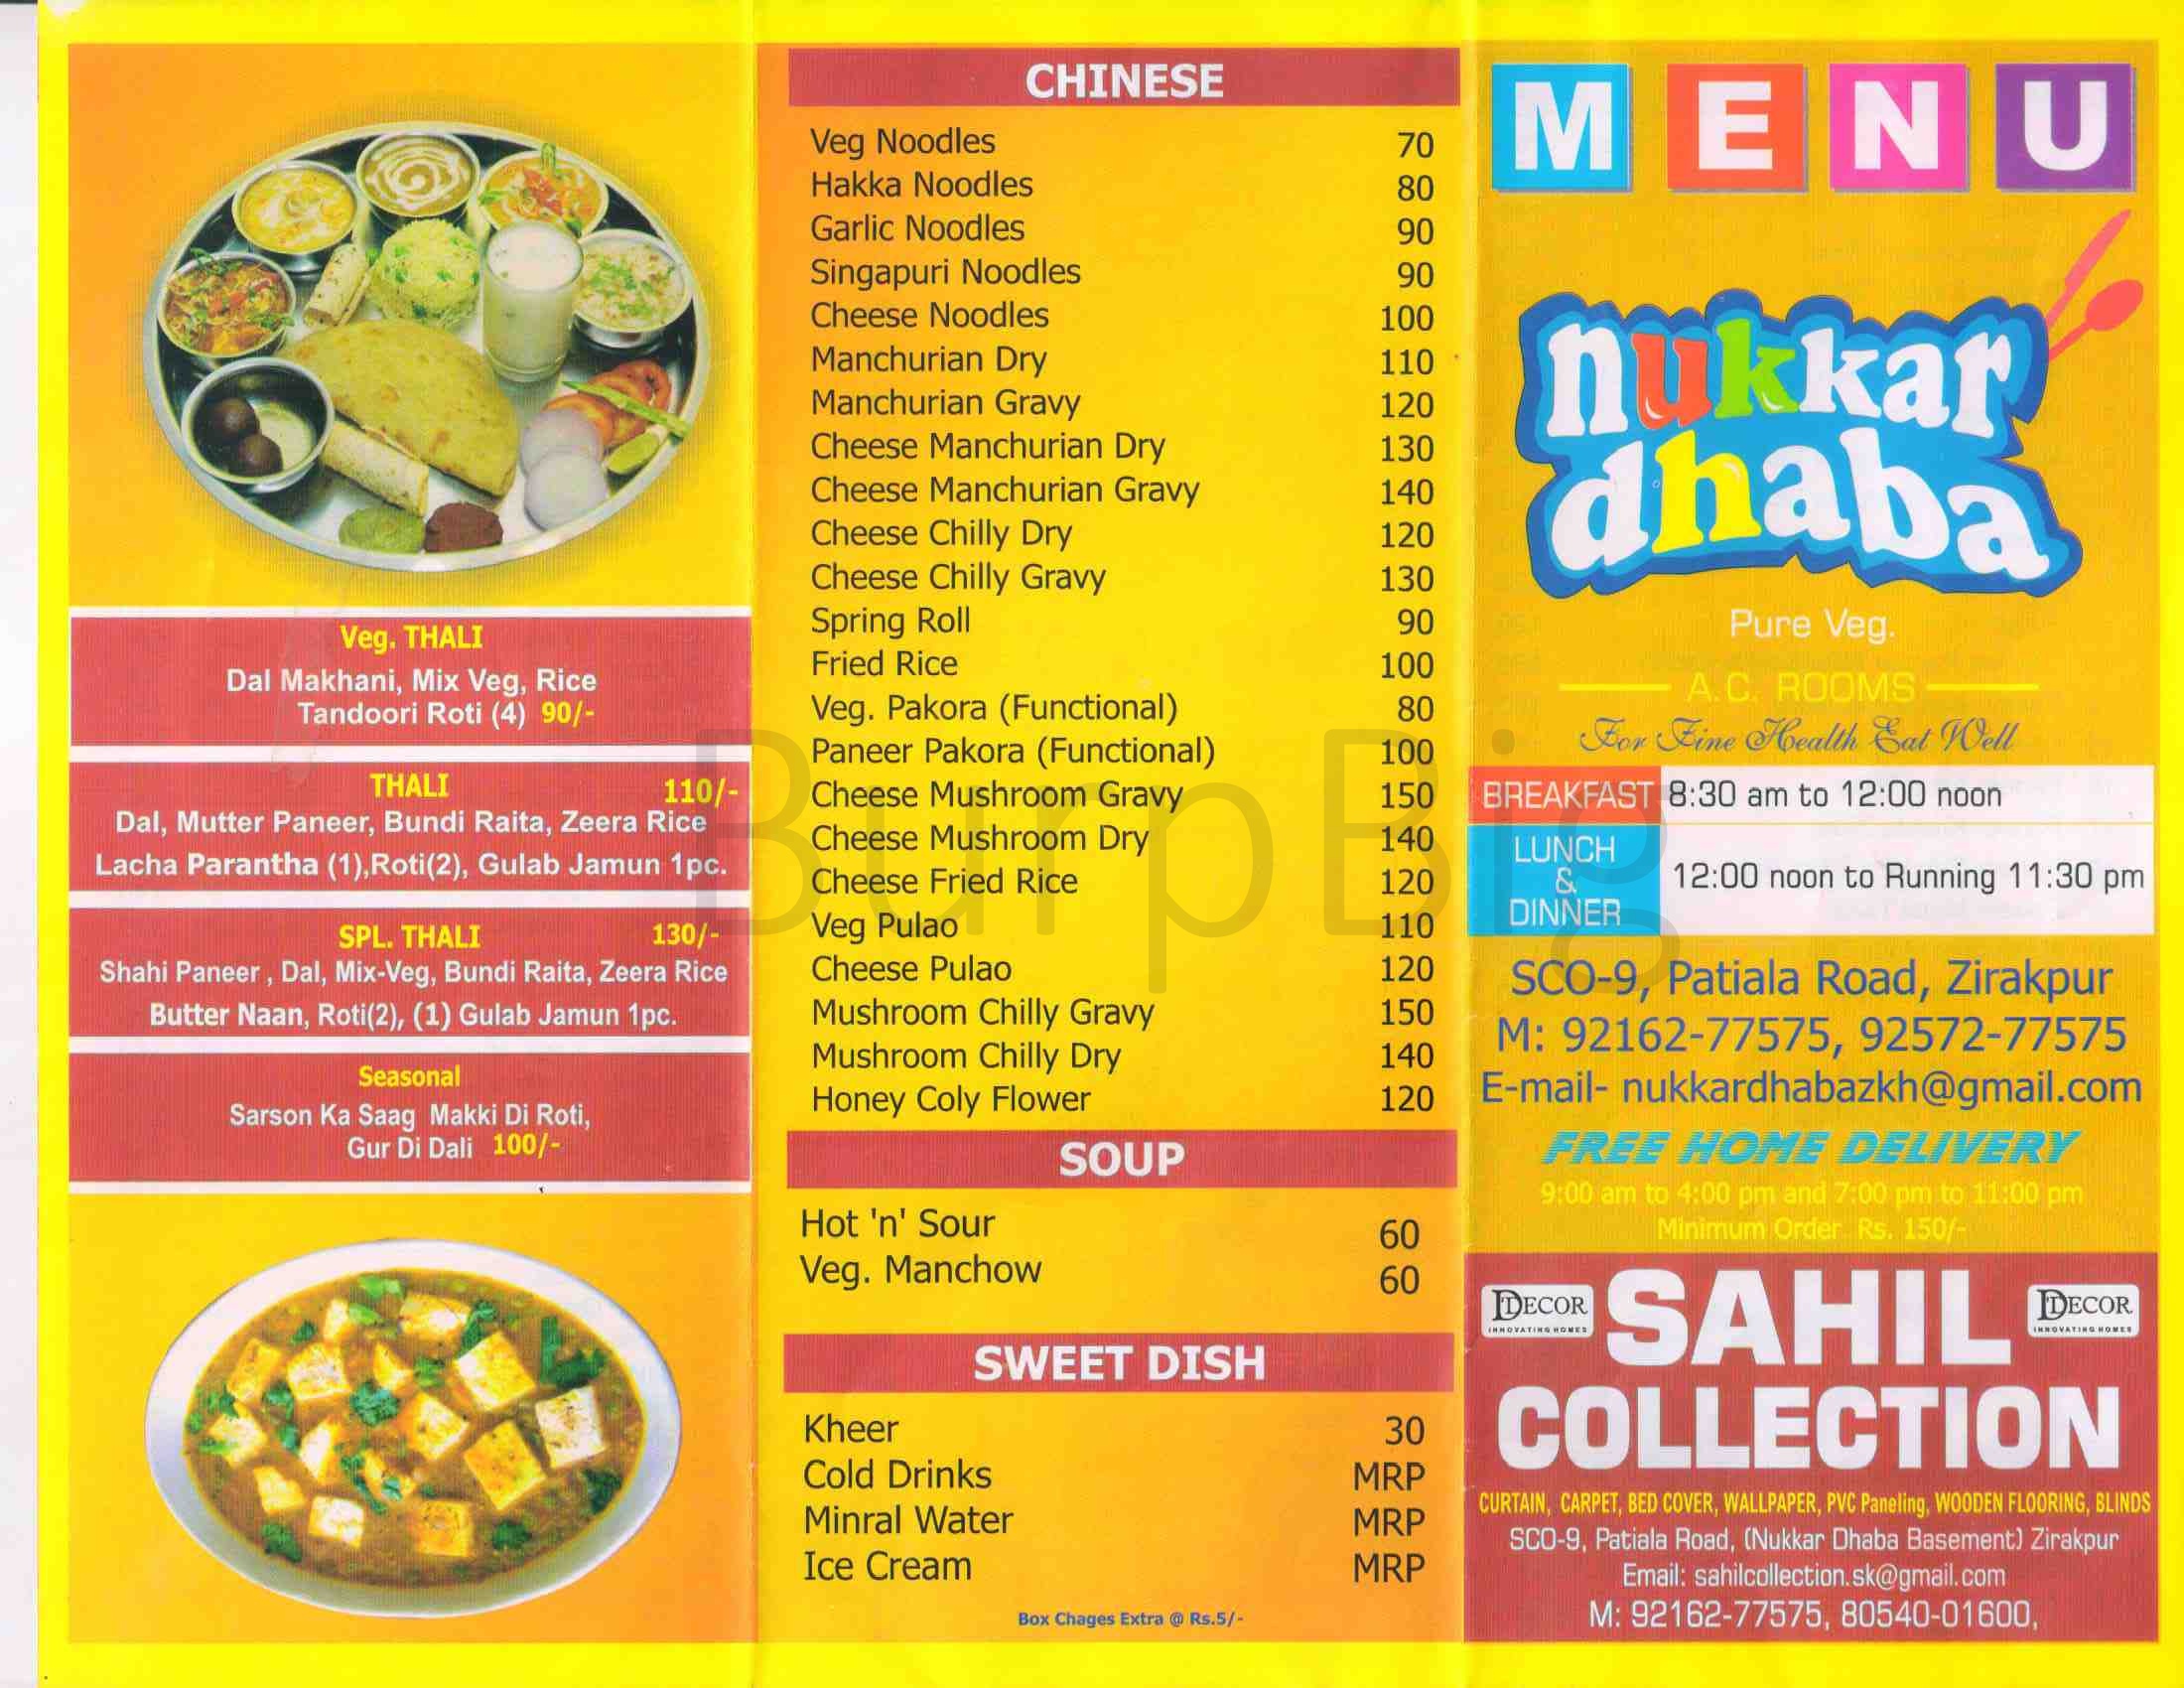 Veg. THALI
Dal Makhani, Mix Veg, Rice
Tandoori Roti (4) 90/-
THALI 110/-
Dal, Mutter Paneer, Bundi Raita, Zeera Rice
Lacha Parantha (1),Roti(2), Gulab Jamun 1pc.
SPL. THALI 130/-
Shahi Paneer , Dal, Mix-Veg, Bundi Raita, Zeera Rice
Butter Naan, Roti(2), (1) Gulab Jamun 1pc.
Seasonal
Sarson Ka Saag Makki Di Roti,
Gur Di Dali 100/-
CHINESE
Veg Noodles 70
Hakka Noodles 80
Garlic Noodles 90
Singapuri Noodles 90
Cheese Noodles 100
Manchurian Dry 110
Manchurian Gravy 120
Cheese Manchurian Dry 130
Cheese Manchurian Gravy 140
Cheese Chilly Dry 120
Cheese Chilly Gravy 130
Spring Roll 90
Fried Rice 100
Veg. Pakora (Functional) 80
Paneer Pakora (Functional) 100
Cheese Mushroom Gravy 150
Cheese Mushroom Dry 140
Cheese Fried Rice 120
Veg Pulao 110
Cheese Pulao 120
Mushroom Chilly Gravy 150
Mushroom Chilly Dry 140
Honey Coly Flower 120
SOUP
Hot 'n' Sour 60
Veg. Manchow 60
SWEET DISH
Kheer 30
Cold Drinks MRP
Minral Water MRP
Ice Cream MRP
Box Chages Extra @ Rs.5/-
MENU
nukkar
dhaba
Pure Veg.
A.C. ROOMS
For Fine Health Eat Well
BREAKFAST 8:30 am to 12:00 noon
LUNCH
&
DINNER
12:00 noon to Running 11:30 pm
SCO-9, Patiala Road, Zirakpur
M: 92162-77575, 92572-77575
E-mail- nukkardhabazkh@gmail.com
FREE HOME DELIVERY
9:00 am to 4:00 pm and 7:00 pm to 11:00 pm
Minimum Order Rs. 150/-
DDECOR
INNOVATING HOMES
SAHIL
DDECOR
INNOVATING HOMES
COLLECTION
CURTAIN, CARPET, BED COVER, WALLPAPER, PVC Paneling, WOODEN FLOORING, BLINDS
SCO-9, Patiala Road, (Nukkar Dhaba Basement) Zirakpur
Email: sahilcollection.sk@gmail.com
M: 92162-77575, 80540-01600,
BurpBig